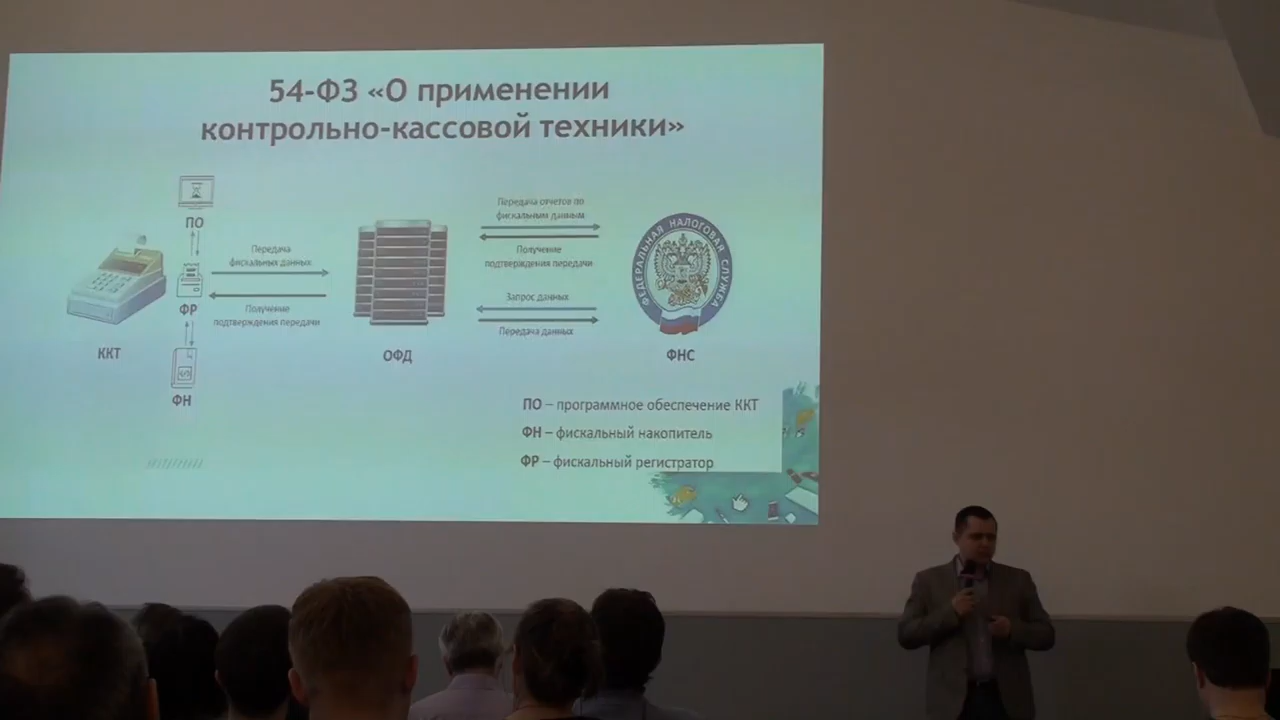 54-ФЗ «О применении
контрольно-кассовой техники»
ПО
Передача
фискальных данных
ФР
Получение
подтверждения передачи
ККТ
ФН
ОФД
Передача отчетов по
фискальным данным
Получение
подтверждения передачи
Запрос данных
Передача данных
ФЕДЕРАЛЬНАЯ НАЛОГОВАЯ СЛУЖБА
ФНС
ПО – программное обеспечение ККТ
ФН – фискальный накопитель
ФР – фискальный регистратор